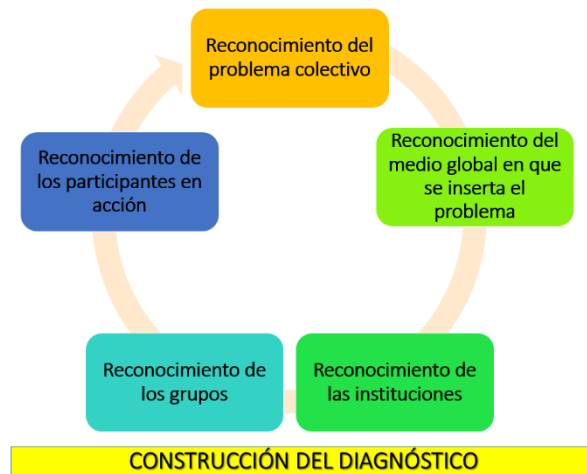 Reconocimiento del
problema colectivo
Reconocimiento del
medio global en que
se inserta el
problema
Reconocimiento de
las instituciones
Reconocimiento de
los grupos
Reconocimiento de
los participantes en
acción
CONSTRUCCIÓN DEL DIAGNÓSTICO